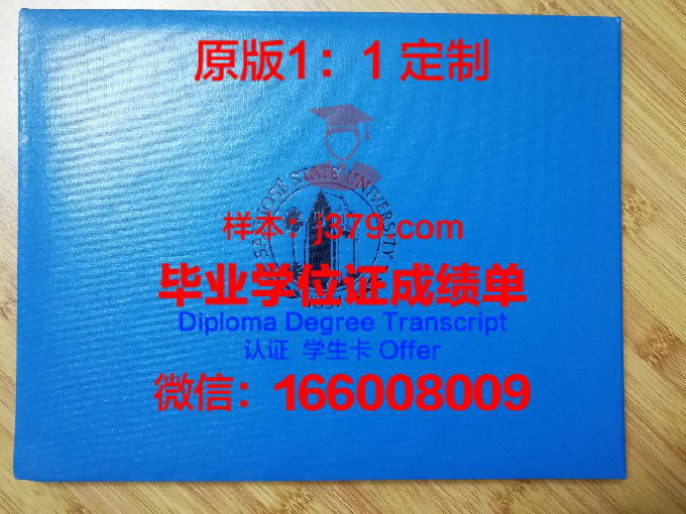 原版1：1 定制
SAN JOSÉ STATE UNIVERSITY
样本：j379.com
毕业学位证成绩单
Diploma Degree Transcript
认证 学生卡 Offer
微信：166008009